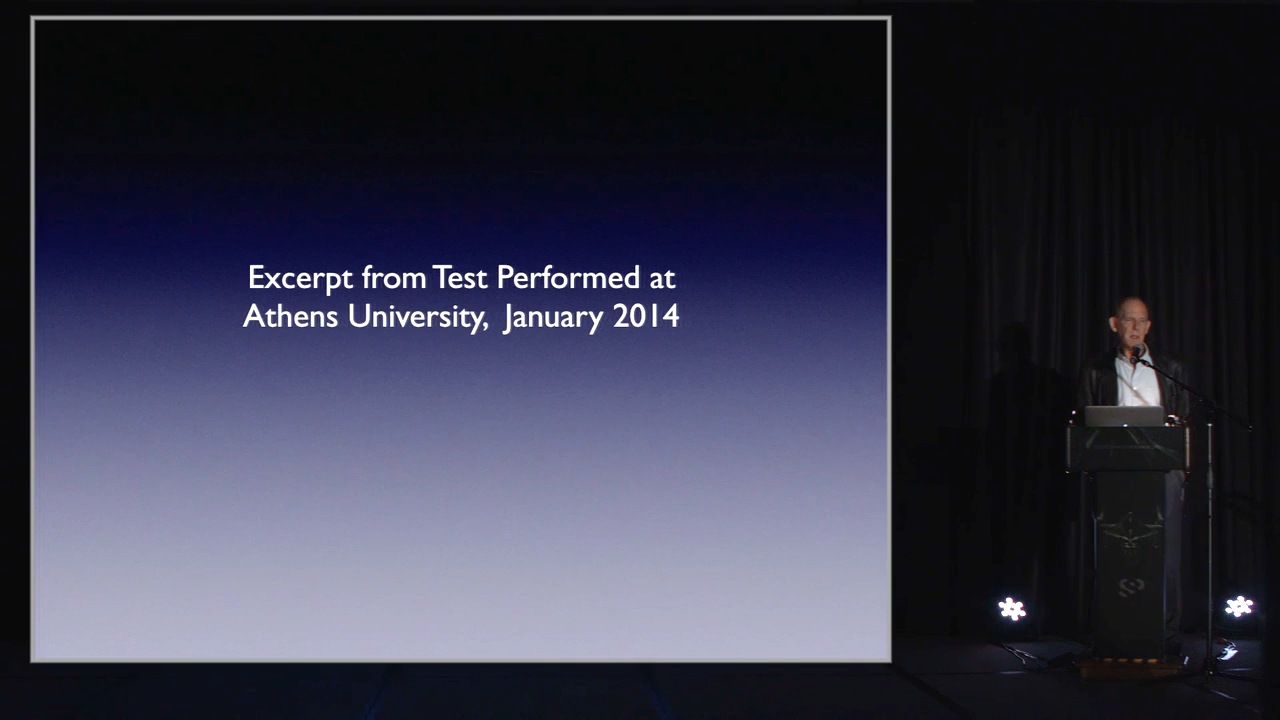 Excerpt from Test Performed at
Athens University, January 2014